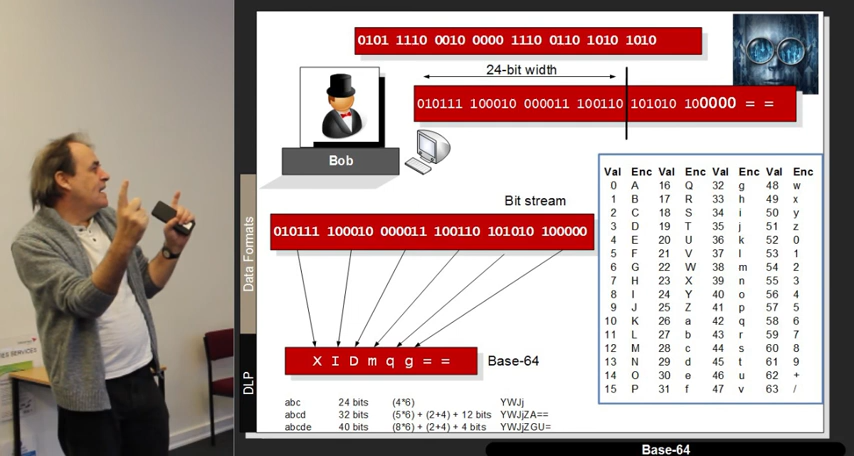 0101 1110 0010 0000 1110 0110 1010 1010
24-bit width
010111 100010 000011 100110 101010 100000 = =
Bob
Bit stream
010111 100010 000011 100110 101010 100000
X I D m q g = =
Base-64
abc 24 bits (4*6) YWJj
abcd 32 bits (5*6) + (2+4) + 12 bits YWJjZA==
abcde 40 bits (8*6) + (2+4) + 4 bits YWJjZGU=
Val Enc Val Enc Val Enc Val Enc
0 A 16 Q 32 g 48 w
1 B 17 R 33 h 49 x
2 C 18 S 34 i 50 y
3 D 19 T 35 j 51 z
4 E 20 U 36 k 52 0
5 F 21 V 37 l 53 1
6 G 22 W 38 m 54 2
7 H 23 X 39 n 55 3
8 I 24 Y 40 o 56 4
9 J 25 Z 41 p 57 5
10 K 26 a 42 q 58 6
11 L 27 b 43 r 59 7
12 M 28 c 44 s 60 8
13 N 29 d 45 t 61 9
14 O 30 e 46 u 62 +
15 P 31 f 47 v 63 /
Data Formats
DLP
Base-64
SERVICES